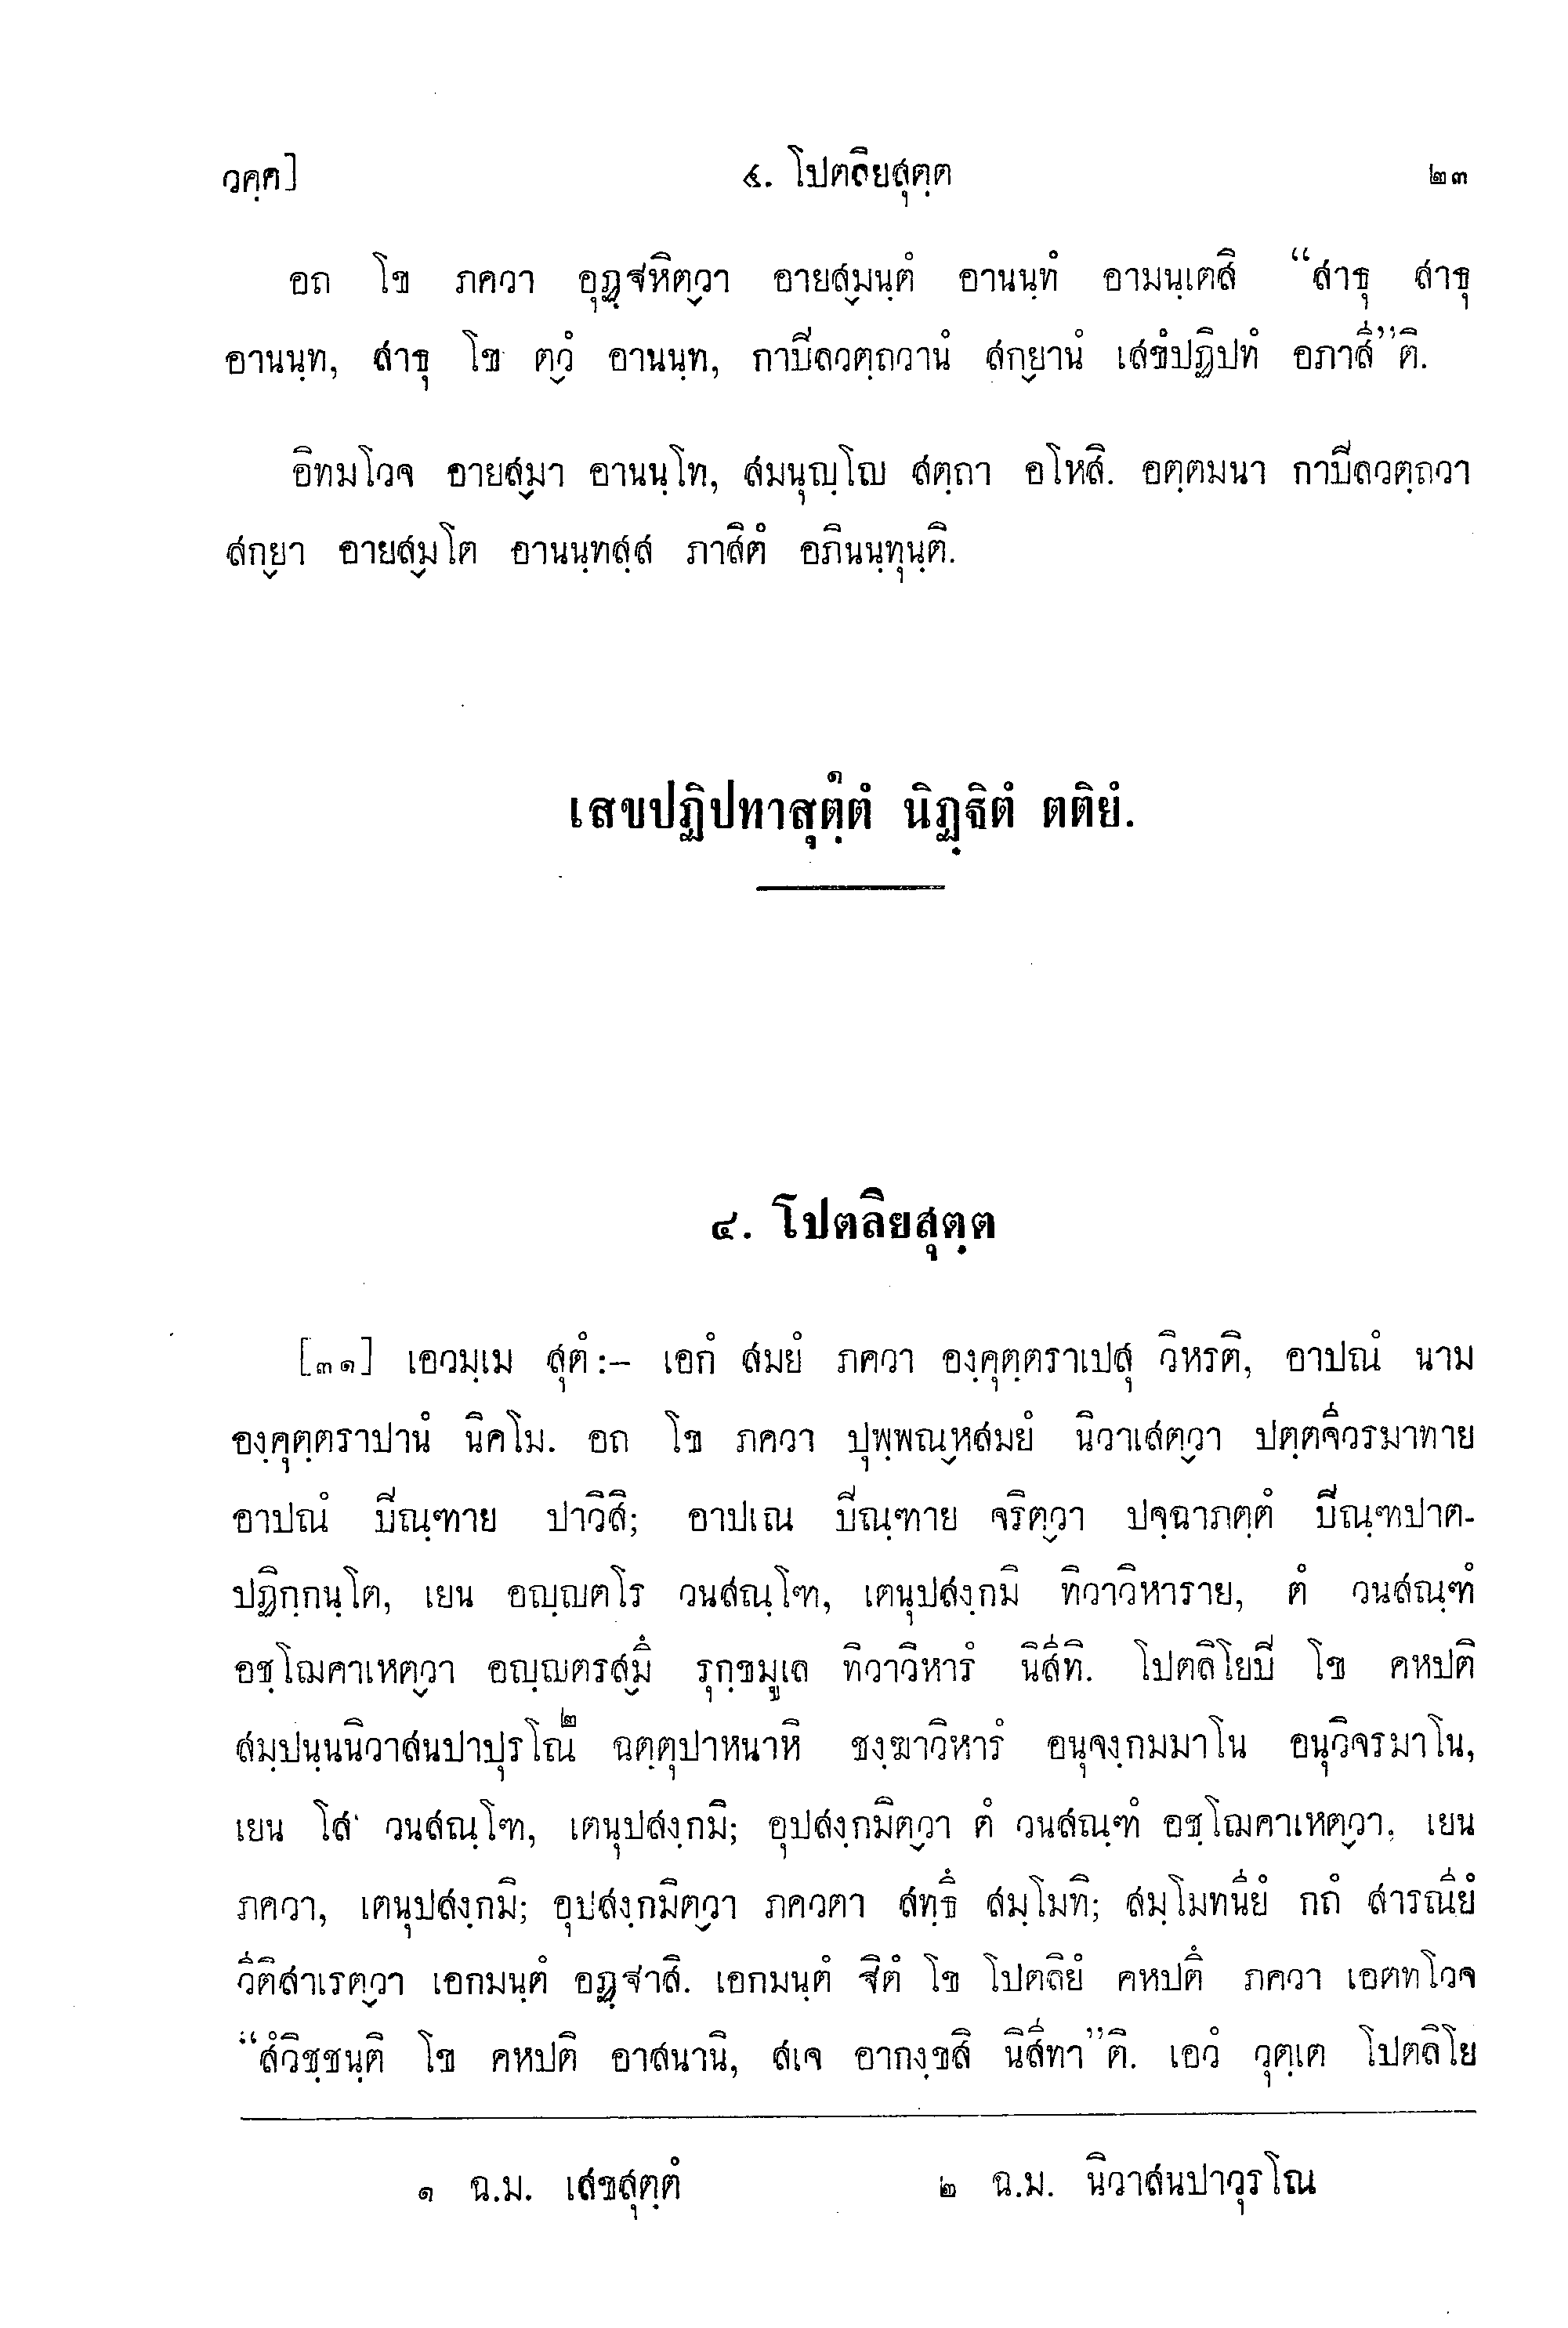 วคฺค]	๔. โปตลิยสุตฺต	๒๓
อถ โข ภควา อุฏฺฐหิตฺวา อายสฺมนฺตํ อานนฺทํ อามนฺเตสิ “สาธุ สาธุ
อานนฺท, สาธุ โข ตฺวํ อานนฺท, กาปิลวตฺถวานํ สกฺยานํ เสขํปฏิปทํ อภาสี”ติ.
อิทมโวจ อายสฺมา อานนฺโท, สมนุญฺโญ สตฺถา อโหสิ. อตฺตมนา กาปิลวตฺถวา
สกฺยา อายสฺมโต อานนฺทสฺส ภาสิตํ อภินนฺทุนฺติ.
เสขปฏิปทาสุตฺตํ๑ นิฏฺฐิตํ ตติยํ.
๔. โปตลิยสุตฺต
[๓๑] เอวมฺเม สุตํ :– เอกํ สมยํ ภควา องฺคุตฺตราเปสุ วิหรติ, อาปณํ นาม
องฺคุตฺตราปานํ นิคโม. อถ โข ภควา ปุพฺพณฺหสมยํ นิวาเสตฺวา ปตฺตจีวรมาทาย
อาปณํ ปิณฺฑาย ปาวิสิ; อาปเณ ปิณฺฑาย จริตฺวา ปจฺฉาภตฺตํ ปิณฺฑปาต-
ปฏิกฺกนฺโต, เยน อญฺญตโร วนสณฺโฑ, เตนุปสงฺกมิ ทิวาวิหาราย, ตํ วนสณฺฑํ
อชฺโฌคาเหตฺวา อญฺญตรสฺมึ รุกฺขมูเล ทิวาวิหารํ นิสีทิ. โปตลิโยปิ โข คหปติ
สมฺปนฺนนิวาสนปาปุรโณ๒ ฉตฺตุปาหนาหิ ชงฺฆาวิหารํ อนุจงฺกมมาโน อนุวิจรมาโน,
เยน โส วนสณฺโฑ, เตนุปสงฺกมิ; อุปสงฺกมิตฺวา ตํ วนสณฺฑํ อชฺโฌคาเหตฺวา, เยน
ภควา, เตนุปสงฺกมิ; อุปสงฺกมิตฺวา ภควตา สทฺธึ สมฺโมทิ; สมฺโมทนียํ กถํ สารณียํ
วีติสาเรตฺวา เอกมนฺตํ อฏฺฐาสิ. เอกมนฺตํ ฐิตํ โข โปตลิยํ คหปตึ ภควา เอตทโวจ
“สํวิชฺชนฺติ โข คหปติ อาสนานิ, สเจ อากงฺขสิ นิสีทา”ติ. เอวํ วุตฺเต โปตลิโย
๑ ฉ.ม. เสขสุตฺตํ	๒ ฉ.ม. นิวาสนปาวุรโณ